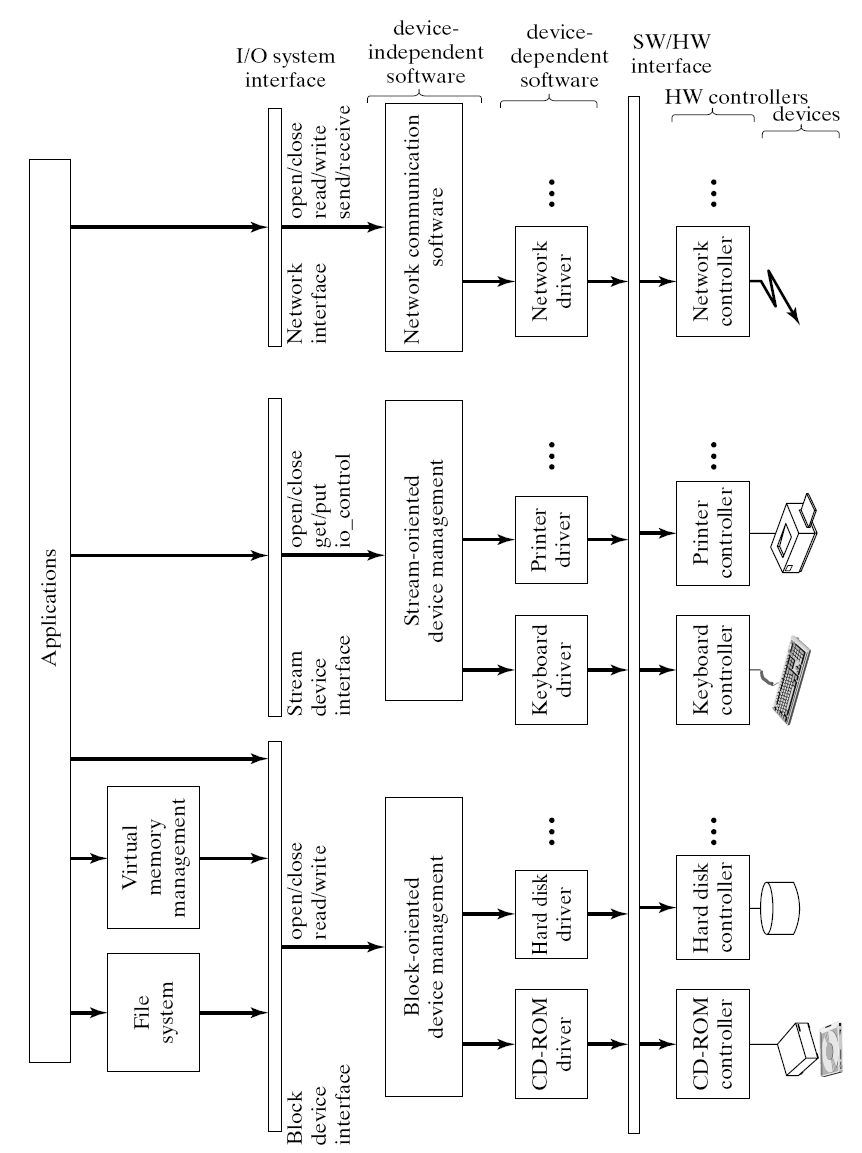 I/O system
interface
device-
independent
software
device-
dependent
software
SW/HW
interface
HW controllers
devices
Applications
File
system
Virtual
memory
management
Block
device
interface
open/close
read/write
Stream
device
interface
open/close
get/put
io_control
Network
interface
open/close
read/write
send/receive
Block-oriented
device management
Stream-oriented
device management
Network communication
software
CD-ROM
driver
Hard disk
driver
...
Keyboard
driver
Printer
driver
...
Network
driver
...
CD-ROM
controller
Hard disk
controller
...
Keyboard
controller
Printer
controller
...
Network
controller
...